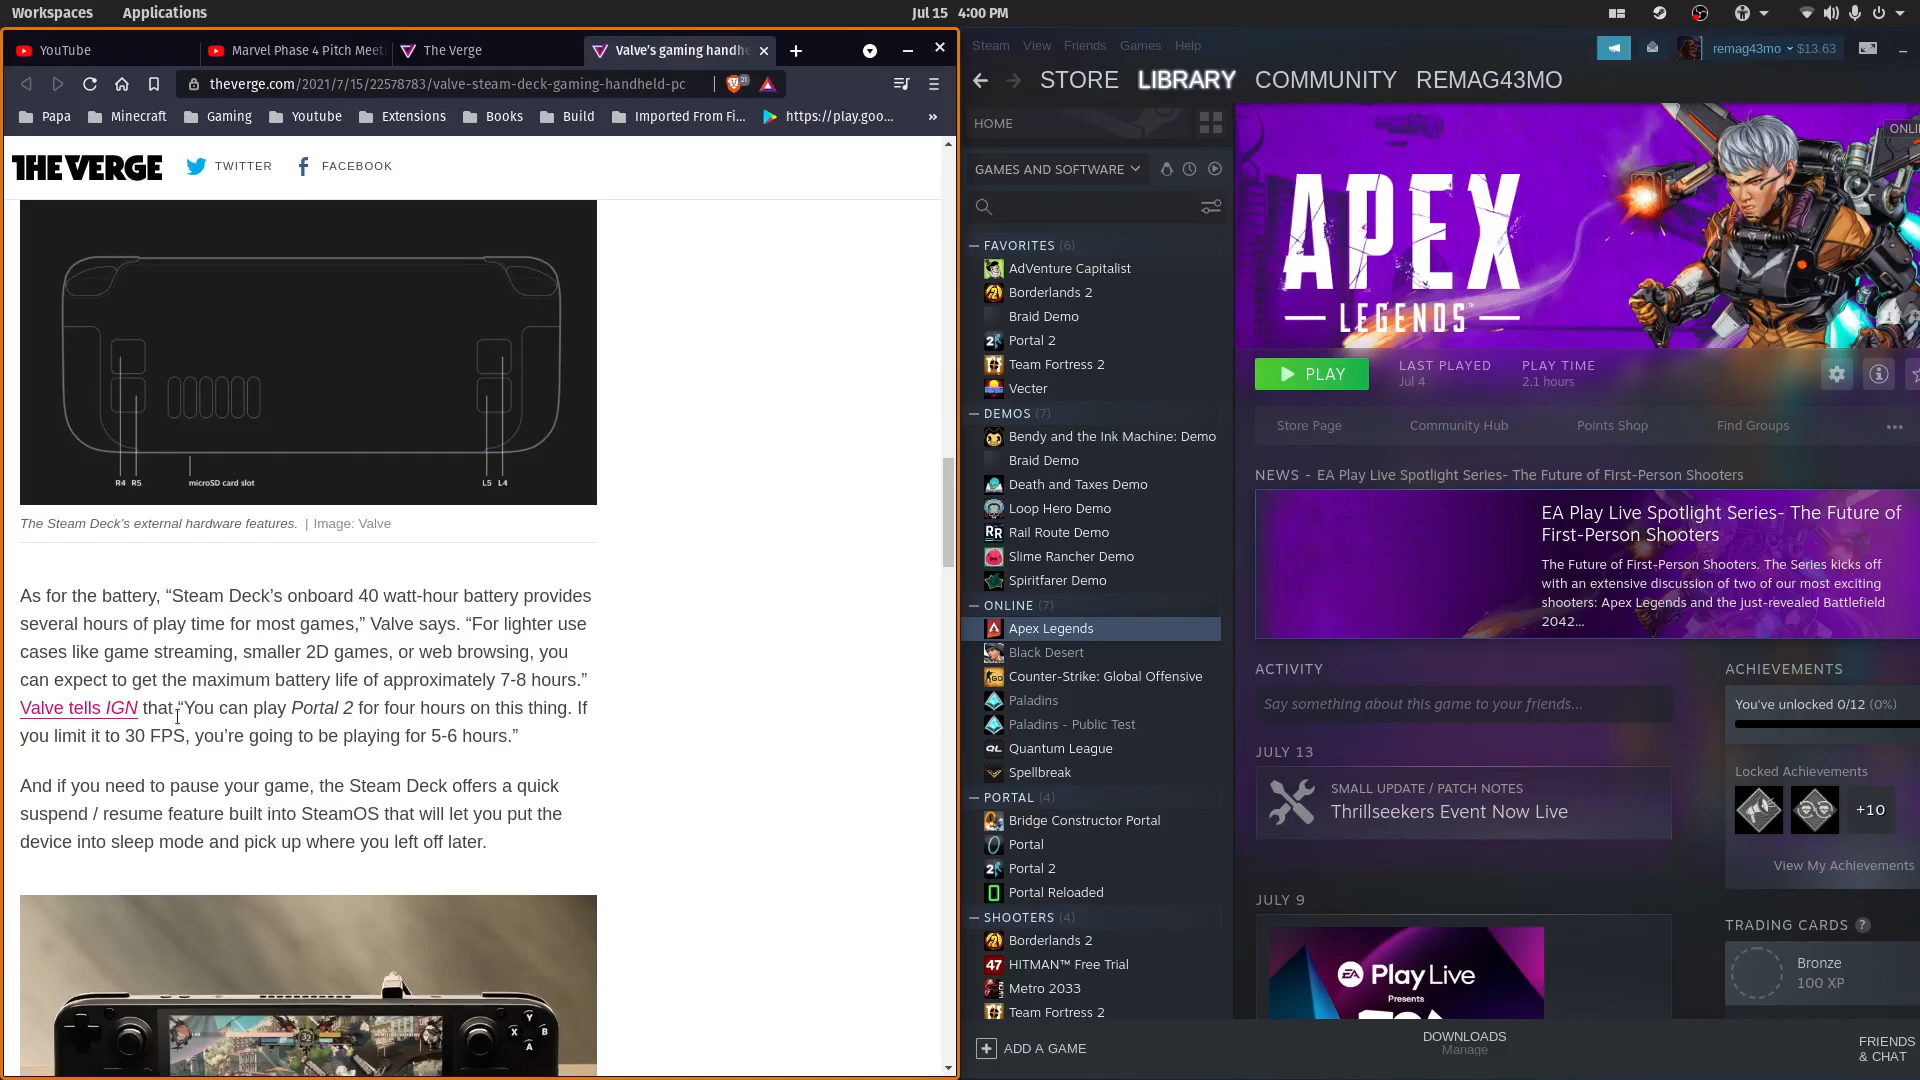 Workspaces Applications
Jul 15 4:00 PM
YouTube
Marvel Phase 4 Pitch Meeti
The Verge
Valve's gaming handhe
theverge.com/2021/7/15/22578783/valve-steam-deck-gaming-handheld-pc
21
Papa Minecraft Gaming Youtube Extensions Books Build Imported From Fi... https://play.goo... »
THE VERGE TWITTER FACEBOOK
R4 R5 microSD card slot L5 L4
The Steam Deck's external hardware features. | Image: Valve
As for the battery, “Steam Deck’s onboard 40 watt-hour battery provides
several hours of play time for most games,” Valve says. “For lighter use
cases like game streaming, smaller 2D games, or web browsing, you
can expect to get the maximum battery life of approximately 7-8 hours.”
Valve tells IGN that “You can play Portal 2 for four hours on this thing. If
you limit it to 30 FPS, you’re going to be playing for 5-6 hours.”
And if you need to pause your game, the Steam Deck offers a quick
suspend / resume feature built into SteamOS that will let you put the
device into sleep mode and pick up where you left off later.
32
Y
X B
A
Steam View Friends Games Help
remag43mo $13.63
STORE LIBRARY COMMUNITY REMAG43MO
HOME
GAMES AND SOFTWARE
FAVORITES (6)
AdVenture Capitalist
Borderlands 2
Braid Demo
Portal 2
Team Fortress 2
Vecter
DEMOS (7)
Bendy and the Ink Machine: Demo
Braid Demo
Death and Taxes Demo
Loop Hero Demo
RR Rail Route Demo
Slime Rancher Demo
Spiritfarer Demo
ONLINE (7)
Apex Legends
Black Desert
Counter-Strike: Global Offensive
Paladins
Paladins - Public Test
QL Quantum League
Spellbreak
PORTAL (4)
Bridge Constructor Portal
Portal
Portal 2
Portal Reloaded
SHOOTERS (4)
Borderlands 2
47 HITMAN™ Free Trial
Metro 2033
Team Fortress 2
+ ADD A GAME
ONLI
APEX
LEGENDS™
PLAY
LAST PLAYED
Jul 4
PLAY TIME
2.1 hours
Store Page Community Hub Points Shop Find Groups
NEWS - EA Play Live Spotlight Series- The Future of First-Person Shooters
EA Play Live Spotlight Series- The Future of
First-Person Shooters
The Future of First-Person Shooters. The Series kicks off
with an extensive discussion of two of our most exciting
shooters: Apex Legends and the just-revealed Battlefield
2042...
ACTIVITY
Say something about this game to your friends...
JULY 13
SMALL UPDATE / PATCH NOTES
Thrillseekers Event Now Live
JULY 9
EA Play Live
Presents
ACHIEVEMENTS
You've unlocked 0/12 (0%)
Locked Achievements
+10
View My Achievements
TRADING CARDS ?
Bronze
100 XP
DOWNLOADS
Manage
FRIENDS
& CHAT